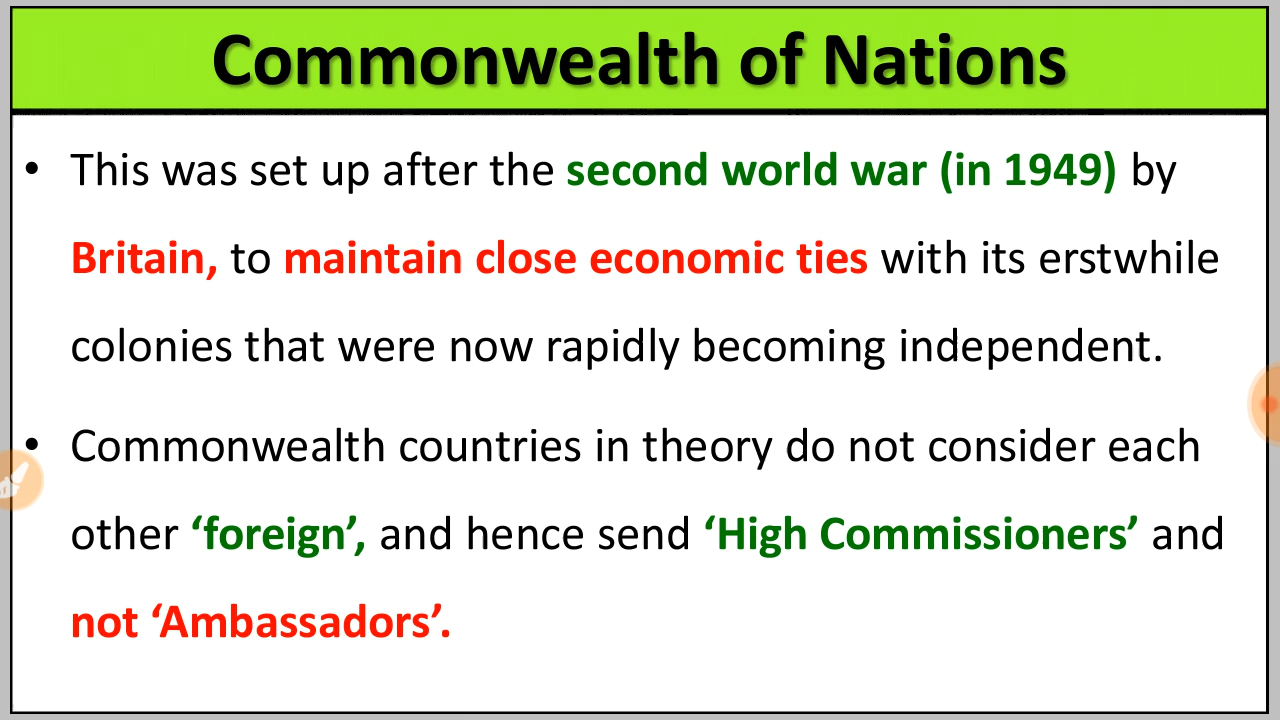 Commonwealth of Nations
• This was set up after the second world war (in 1949) by
Britain, to maintain close economic ties with its erstwhile
colonies that were now rapidly becoming independent.
• Commonwealth countries in theory do not consider each
other ‘foreign’, and hence send ‘High Commissioners’ and
not ‘Ambassadors’.